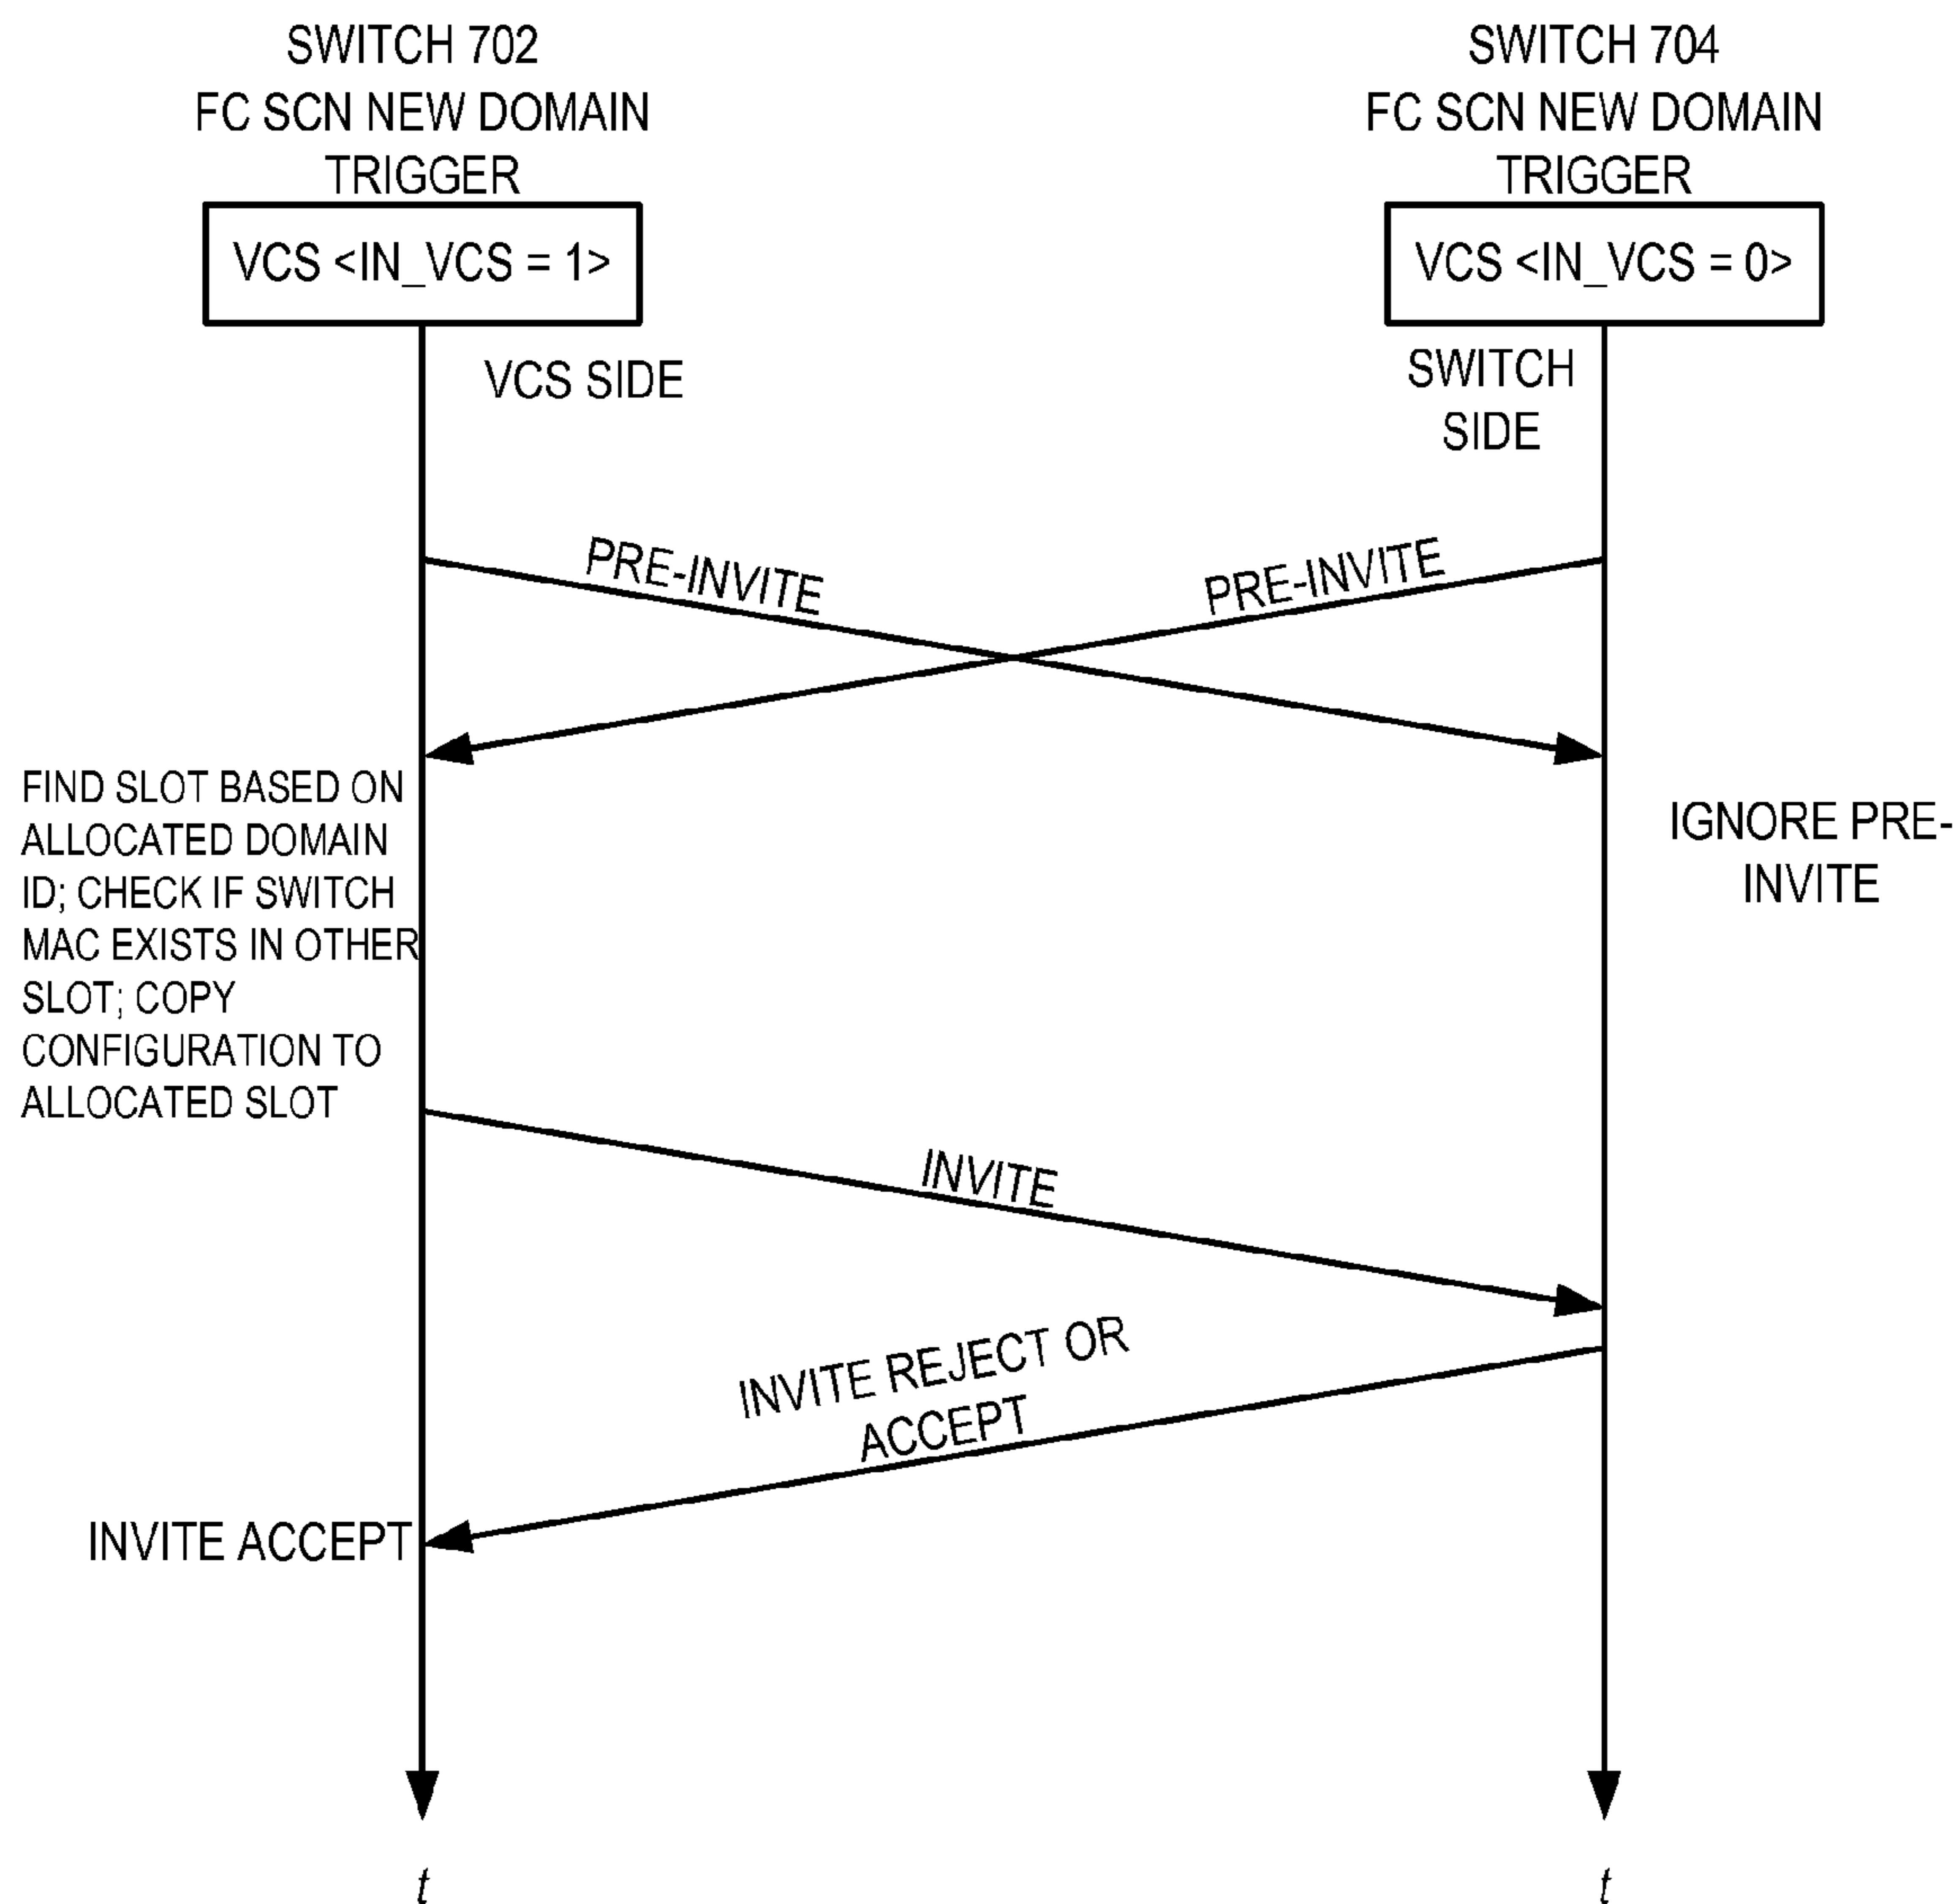 SWITCH 702
FC SCN NEW DOMAIN
TRIGGER
VCS <IN_VCS = 1>
VCS SIDE
SWITCH 704
FC SCN NEW DOMAIN
TRIGGER
VCS <IN_VCS = 0>
SWITCH
SIDE
PRE-INVITE
PRE-INVITE
FIND SLOT BASED ON
ALLOCATED DOMAIN
ID; CHECK IF SWITCH
MAC EXISTS IN OTHER
SLOT; COPY
CONFIGURATION TO
ALLOCATED SLOT
IGNORE PRE-
INVITE
INVITE
INVITE REJECT OR
ACCEPT
INVITE ACCEPT
t
t